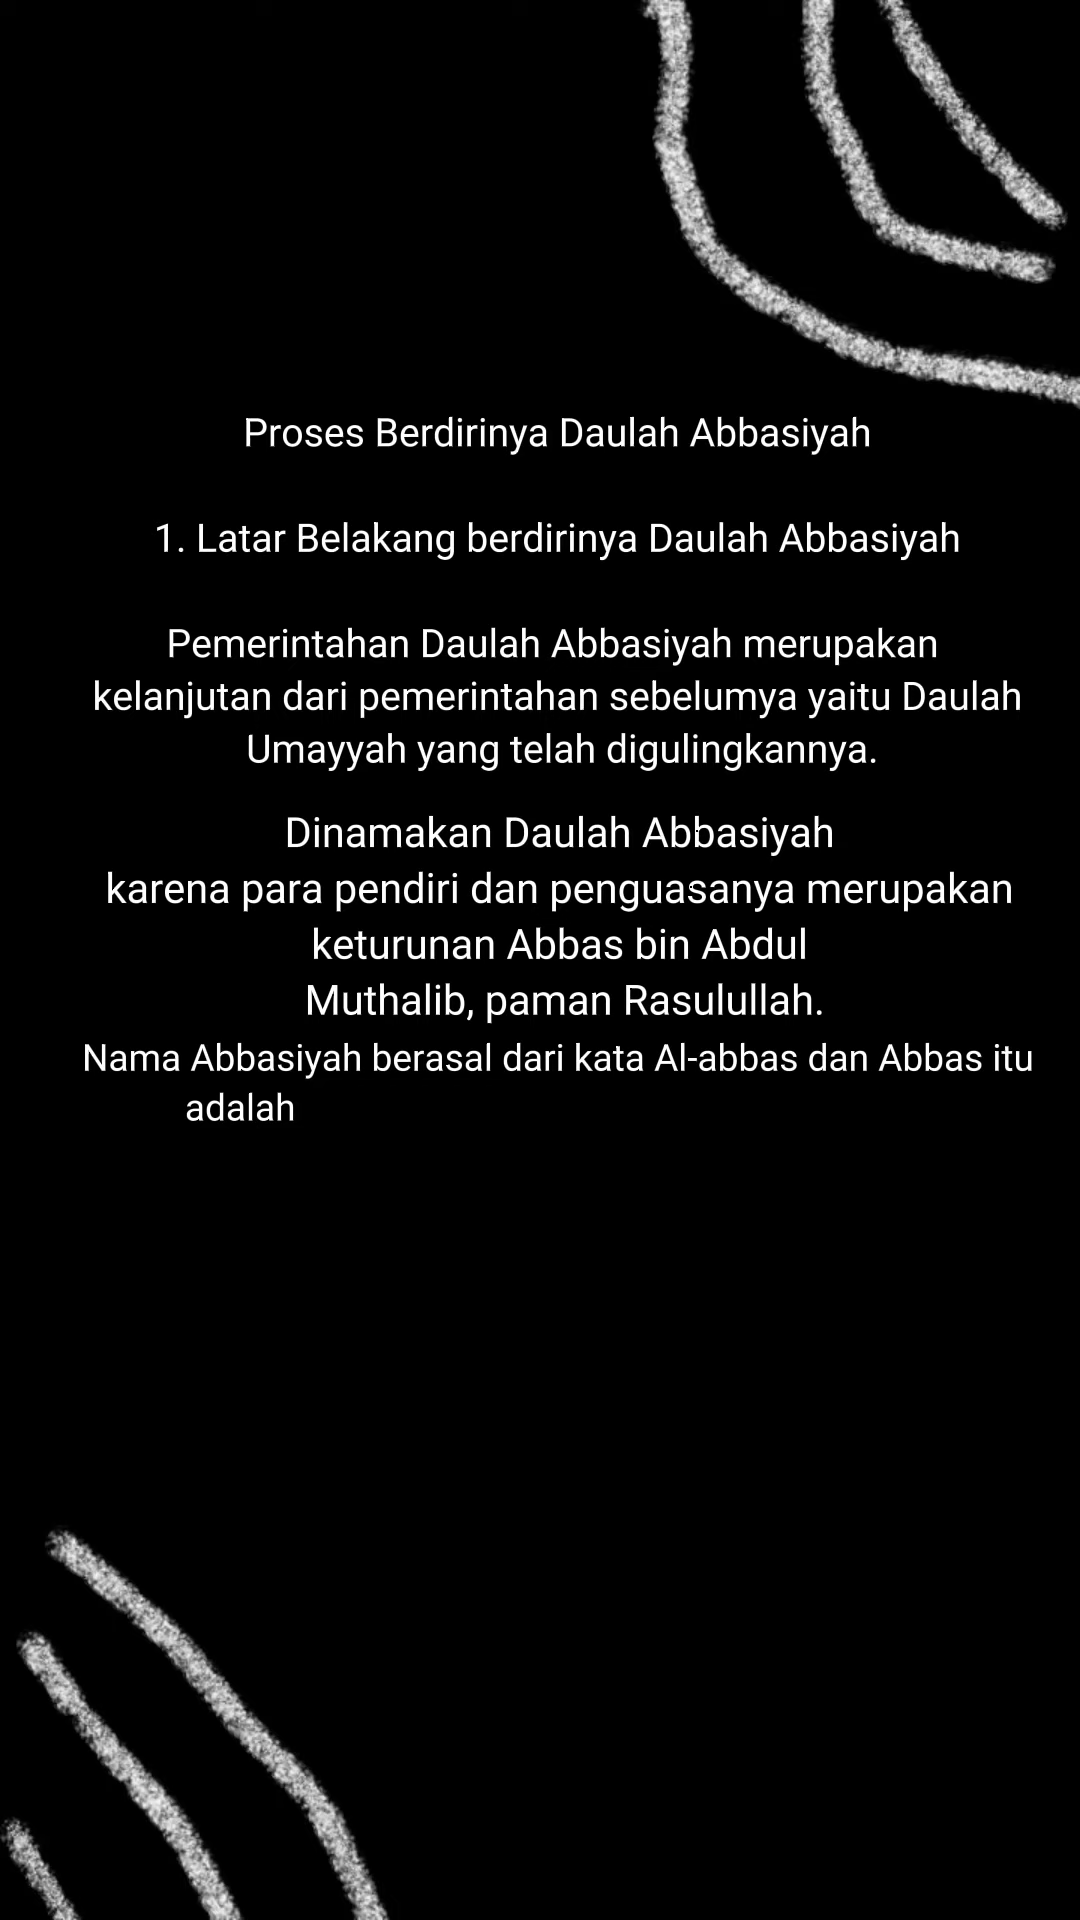 Proses Berdirinya Daulah Abbasiyah
1. Latar Belakang berdirinya Daulah Abbasiyah
Pemerintahan Daulah Abbasiyah merupakan
kelanjutan dari pemerintahan sebelumya yaitu Daulah
Umayyah yang telah digulingkannya.
Dinamakan Daulah Abbasiyah
karena para pendiri dan penguasanya merupakan
keturunan Abbas bin Abdul
Muthalib, paman Rasulullah.
Nama Abbasiyah berasal dari kata Al-abbas dan Abbas itu
adalah